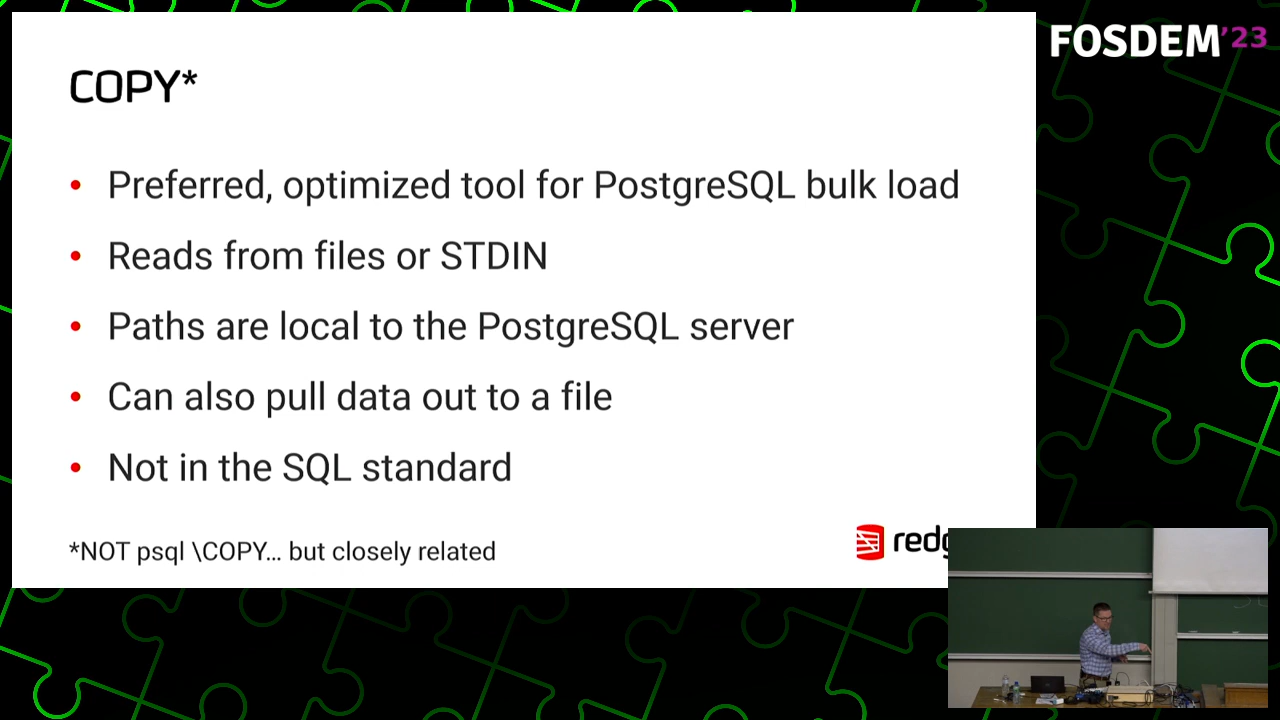 FOSDEM'23
COPY*
• Preferred, optimized tool for PostgreSQL bulk load
• Reads from files or STDIN
• Paths are local to the PostgreSQL server
• Can also pull data out to a file
• Not in the SQL standard
*NOT psql \COPY... but closely related